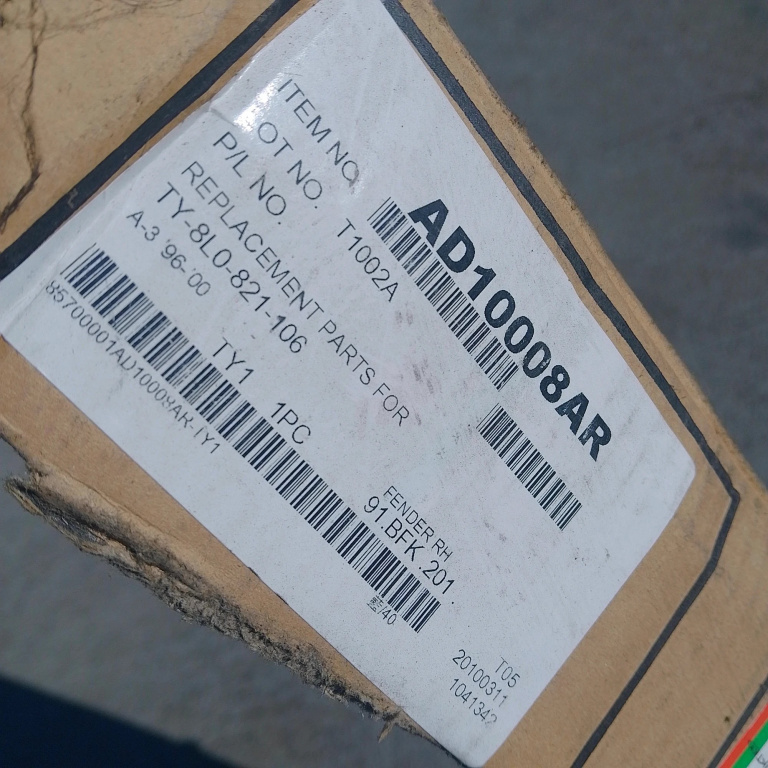 ITEM NO. AD10008AR
LOT NO.
P/L NO. T1002A
REPLACEMENT PARTS FOR
TY-8L0-821-106
A-3 '96-'00
TY1 1PC
FENDER RH
91.BFK.201.
85700001AD10008AR-TY1
/40
T05
20100311
1041342